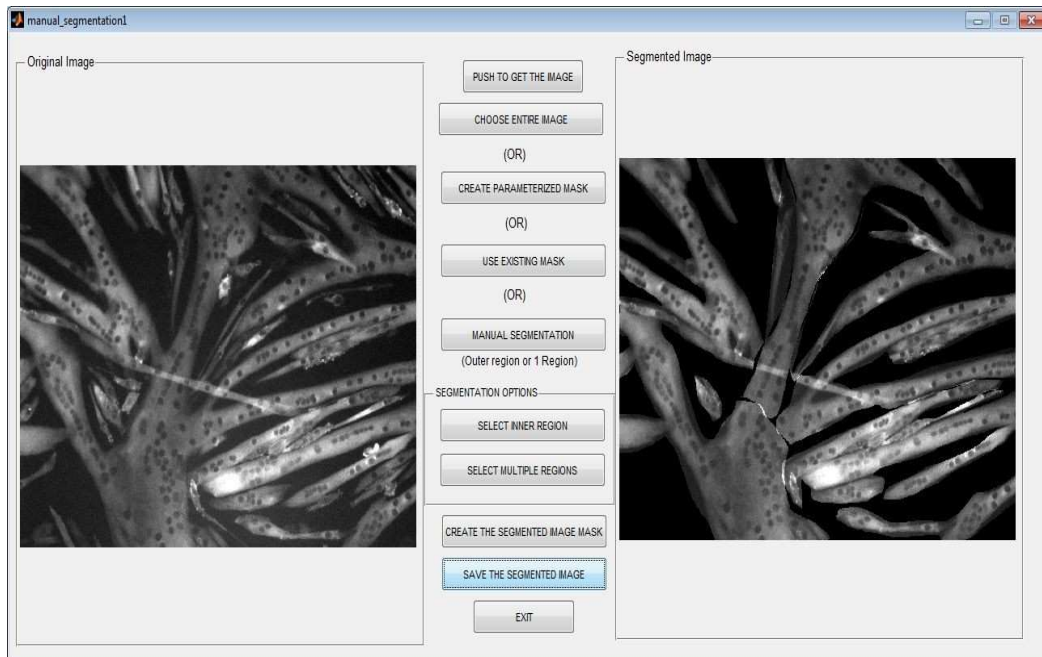 manual_segmentation1
Original Image
PUSH TO GET THE IMAGE
CHOOSE ENTIRE IMAGE
(OR)
CREATE PARAMETERIZED MASK
(OR)
USE EXISTING MASK
(OR)
MANUAL SEGMENTATION
(Outer region or 1 Region)
SEGMENTATION OPTIONS
SELECT INNER REGION
SELECT MULTIPLE REGIONS
CREATE THE SEGMENTED IMAGE MASK
SAVE THE SEGMENTED IMAGE
EXIT
Segmented Image